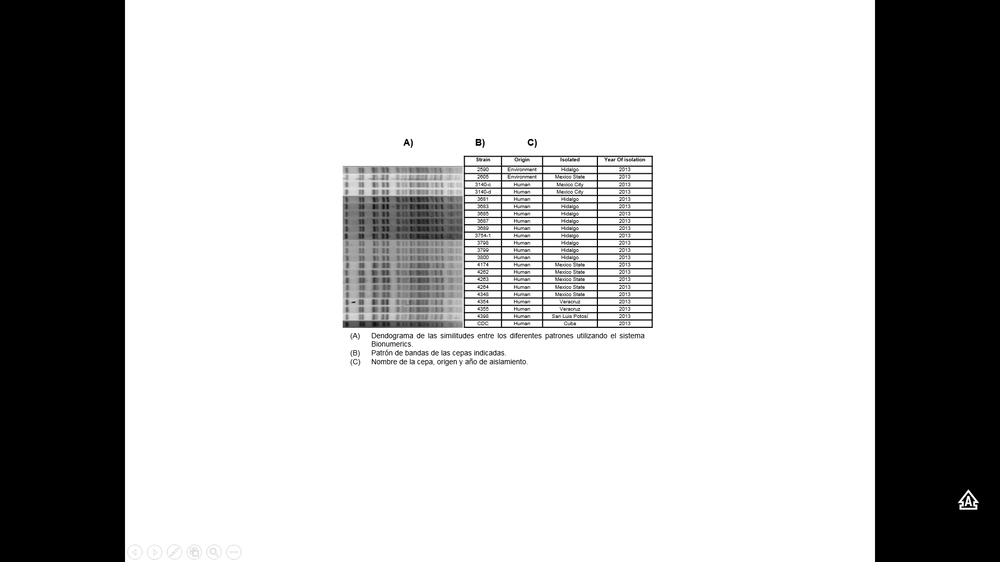 A) B) C)
Strain Origin Isolated Year Of isolation
2590 Environment Hidalgo 2013
2605 Environment Mexico State 2013
3140-c Human Mexico City 2013
3140-d Human Mexico City 2013
3681 Human Hidalgo 2013
3683 Human Hidalgo 2013
3685 Human Hidalgo 2013
3687 Human Hidalgo 2013
3689 Human Hidalgo 2013
3754-1 Human Hidalgo 2013
3798 Human Hidalgo 2013
3799 Human Hidalgo 2013
3800 Human Hidalgo 2013
4174 Human Mexico State 2013
4262 Human Mexico State 2013
4263 Human Mexico State 2013
4264 Human Mexico State 2013
4348 Human Mexico State 2013
4354 Human Veracruz 2013
4355 Human Veracruz 2013
4398 Human San Luis Potosí 2013
CDC Human Cuba 2013
(A) Dendograma de las similitudes entre los diferentes patrones utilizando el sistema
Bionumerics.
(B) Patrón de bandas de las cepas indicadas.
(C) Nombre de la cepa, origen y año de aislamiento.
A